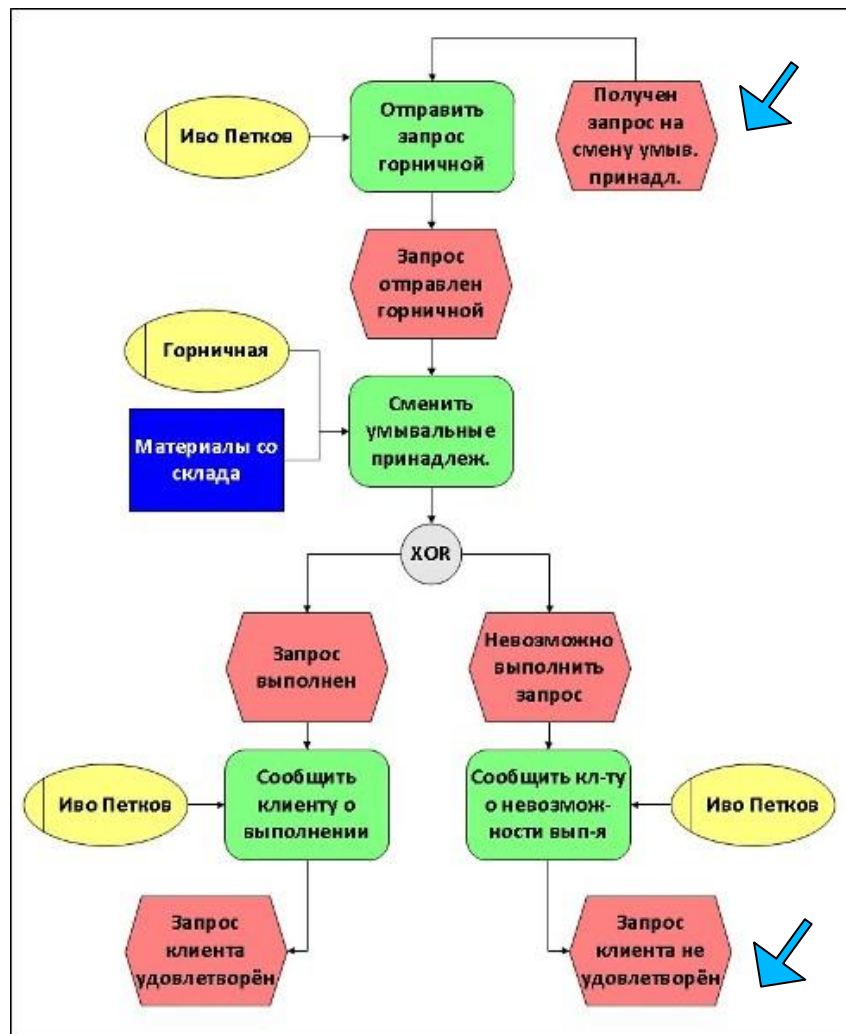 Получен
запрос на
смену умыв.
принадл.
Иво Петков
Отправить
запрос
горничной
Запрос
отправлен
горничной
Горничная
Материалы со
склада
Сменить
умывальные
принадлеж.
XOR
Запрос
выполнен
Невозможно
выполнить
запрос
Иво Петков
Сообщить
клиенту о
выполнении
Сообщить кл-ту
о невозмож-
ности вып-я
Иво Петков
Запрос
клиента
удовлетворён
Запрос
клиента не
удовлетворён